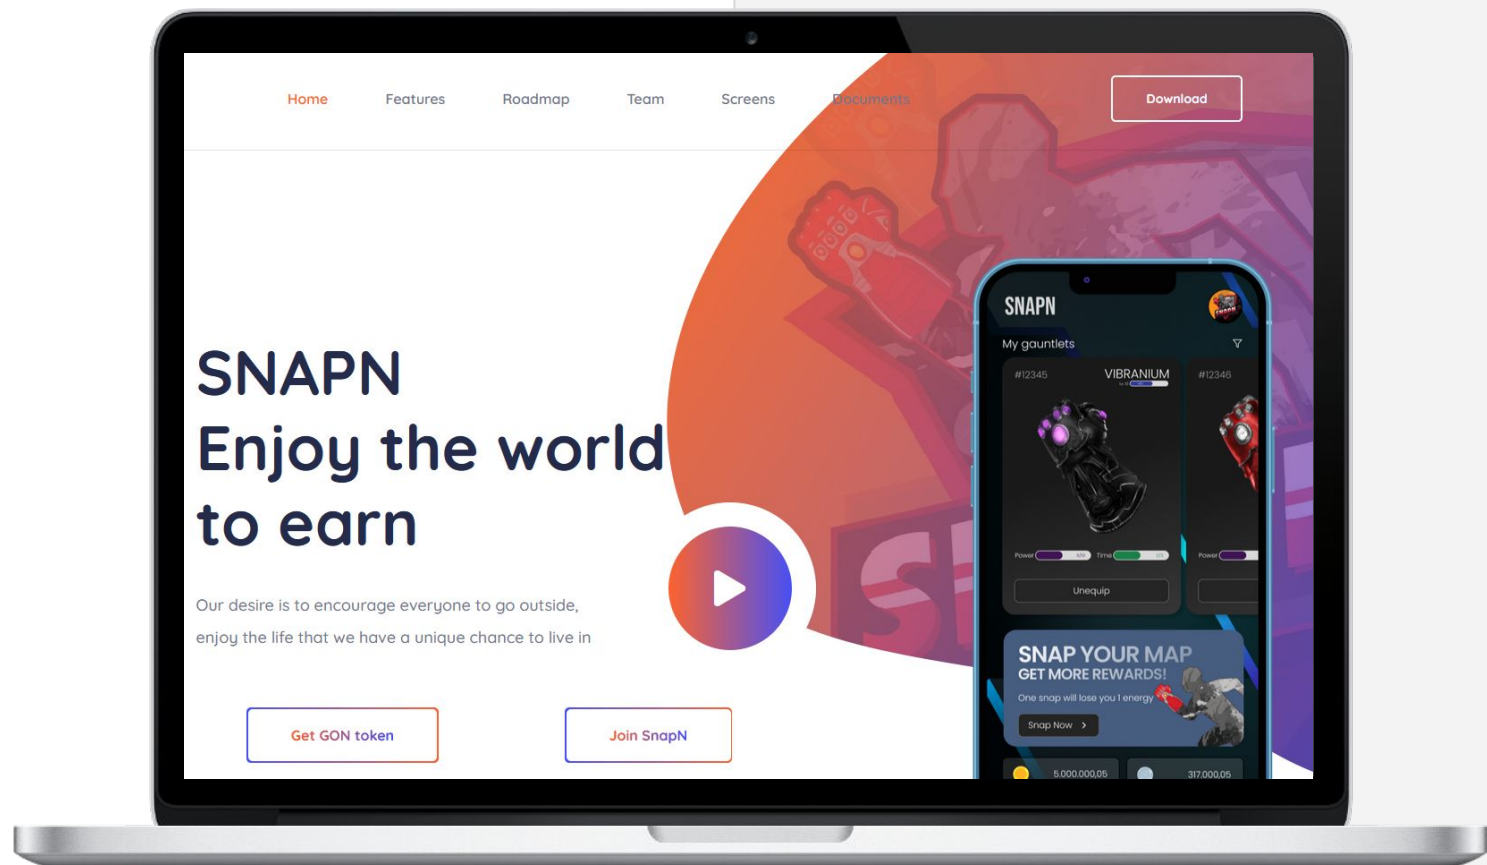 Home Features Roadmap Team Screens Documents Download
SNAPN
Enjoy the world
to earn
Our desire is to encourage everyone to go outside,
enjoy the life that we have a unique chance to live in
Get GON token
Join SnapN
SNAPN
My gauntlets
#12345 VIBRANIUM #12346
Power Time Power
Unequip
SNAP YOUR MAP
GET MORE REWARDS!
One snap will lose you 1 energy
Snap Now
5.000.000,05 317.000,05